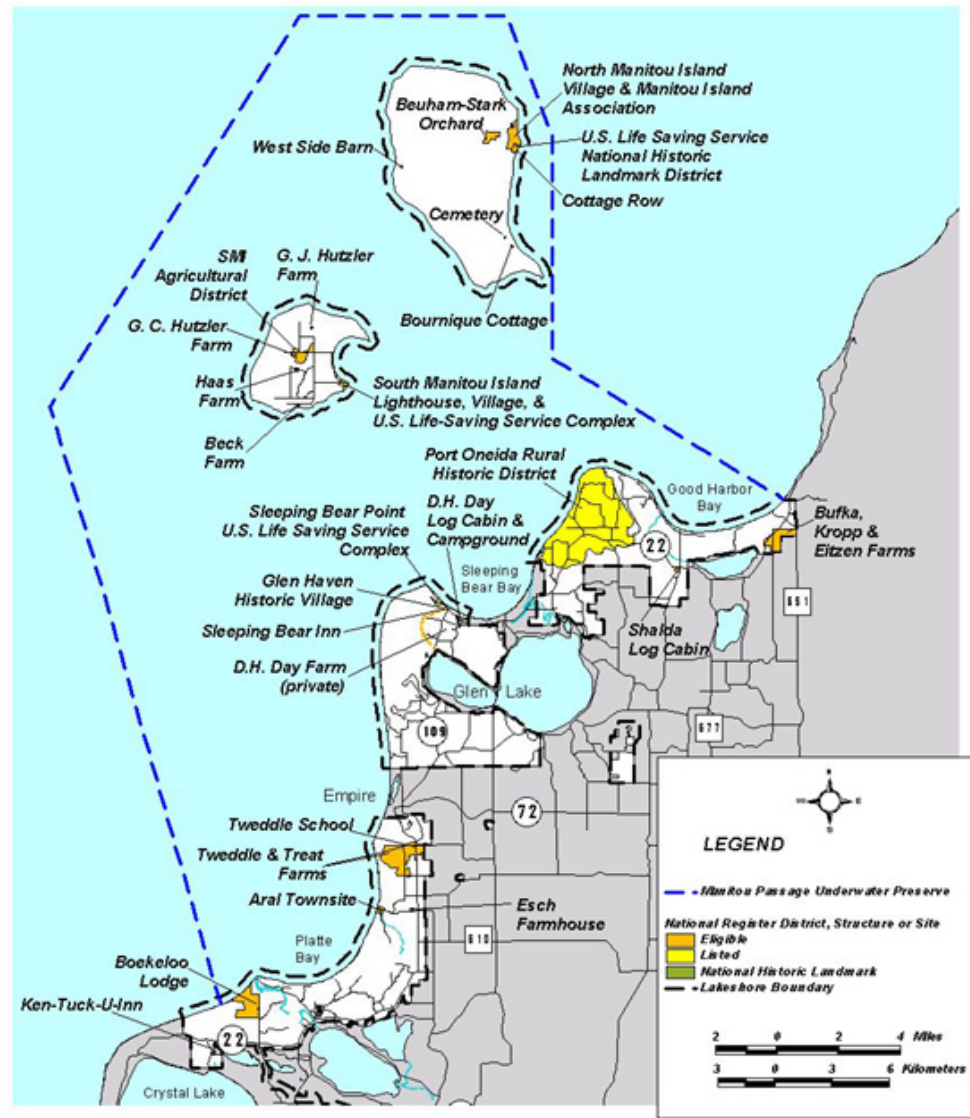 North Manitou Island
Village & Manitou Island
Association
Beuham-Stark
Orchard
U.S. Life Saving Service
National Historic
Landmark District
West Side Barn
Cottage Row
Cemetery
Bournique Cottage
SMI
Agricultural
District
G. J. Hutzler
Farm
G. C. Hutzler
Farm
Haas
Farm
Beck
Farm
South Manitou Island
Lighthouse, Village, &
U.S. Life-Saving Service Complex
Port Oneida Rural
Historic District
Good Harbor
Bay
Bufka,
Kropp &
Eitzen Farms
D.H. Day
Log Cabin &
Campground
Sleeping Bear Point
U.S. Life Saving Service
Complex
Sleeping
Bear Bay
22
651
Glen Haven
Historic Village
Sleeping Bear Inn
D.H. Day Farm
(private)
Shalda
Log Cabin
Glen Lake
109
677
Empire
72
Tweddle School
Tweddle & Treat
Farms
Aral Townsite
Esch
Farmhouse
610
Platte
Bay
Boekeloo
Lodge
Ken-Tuck-U-Inn
22
Crystal Lake
N
W E
S
LEGEND
Manitou Passage Underwater Preserve
National Register District, Structure or Site
Eligible
Listed
National Historic Landmark
Lakeshore Boundary
2 0 2 4 Miles
3 0 3 6 Kilometers